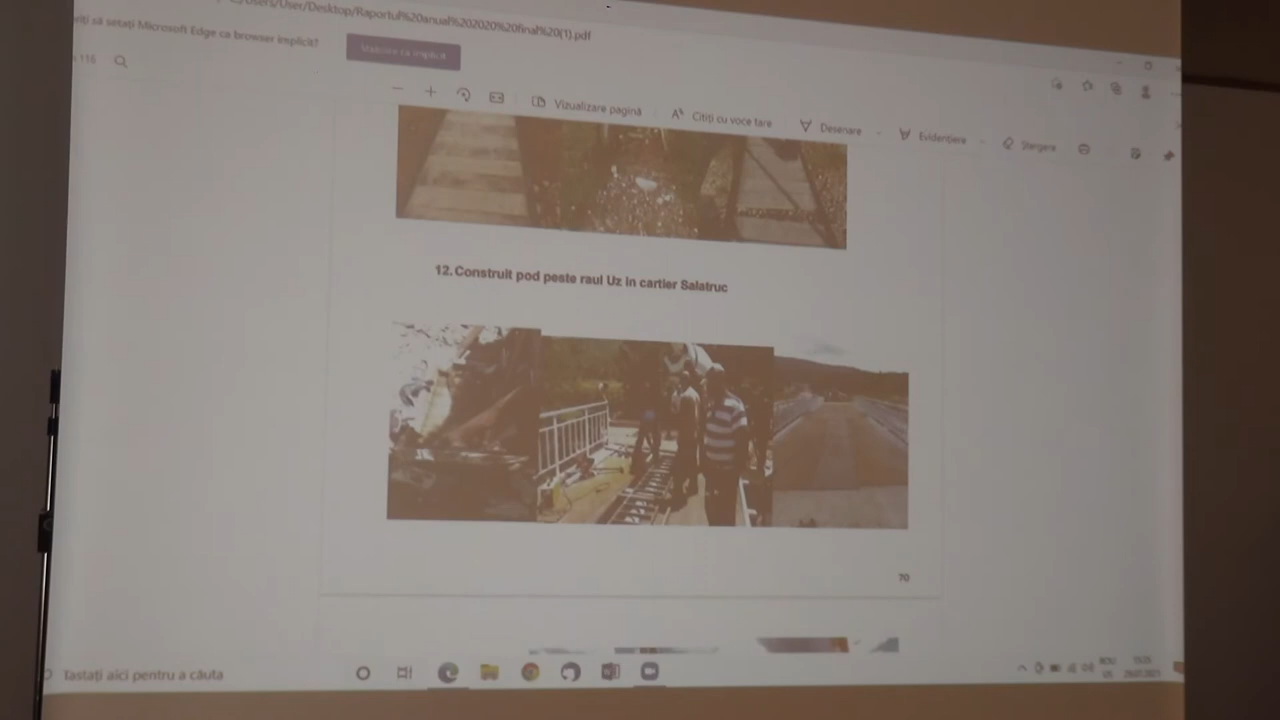 /Users/User/Desktop/Raportul%20anual%202020%20final%20(1).pdf
să setați Microsoft Edge ca browser implicit?
116
Vizualizare pagină
Citiți cu voce tare
Desenare
Evidențiere
Ștergere
12. Construit pod peste raul Uz in cartier Salatruc
70
Tastați aici pentru a căuta